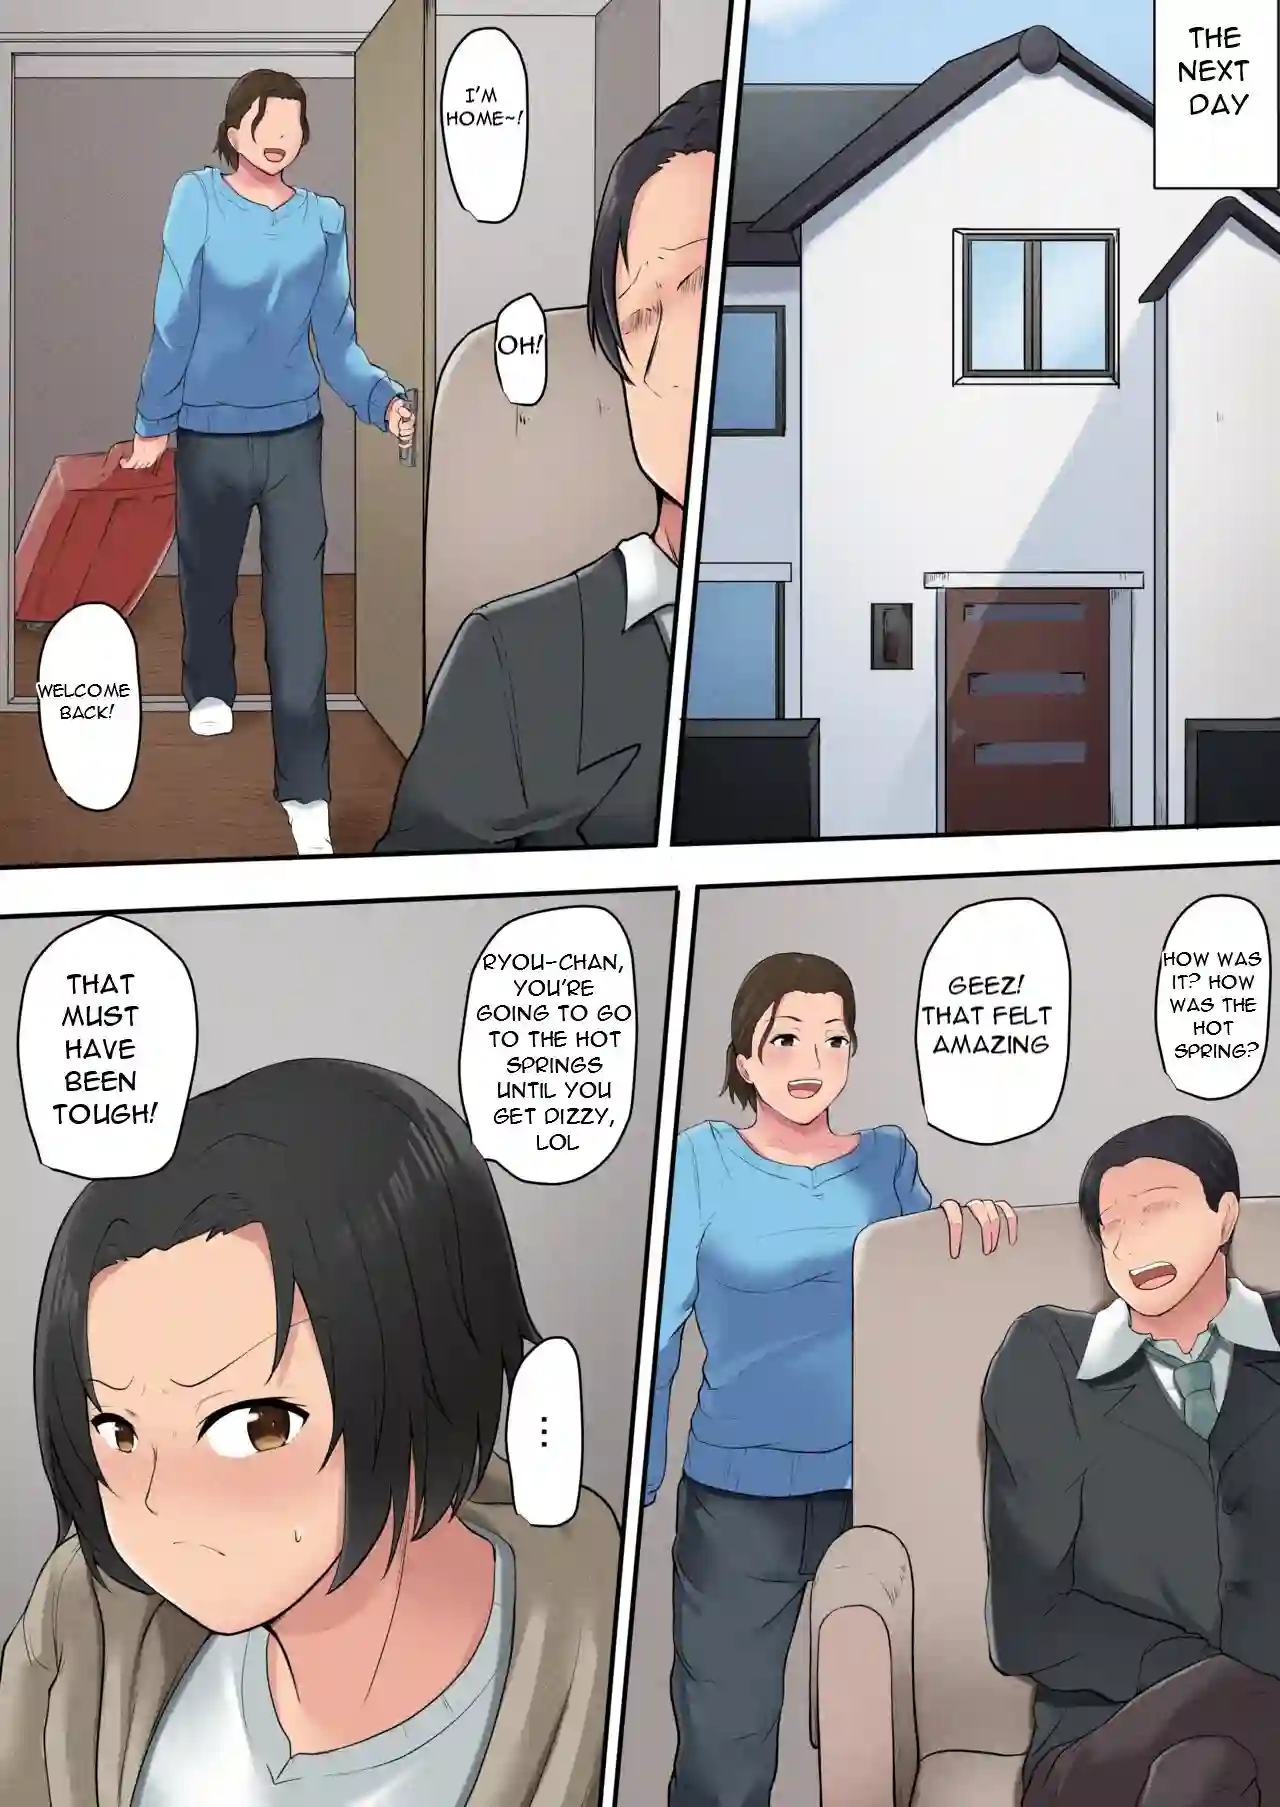 THE
NEXT
DAY
I'M
HOME~!
OH!
WELCOME
BACK!
HOW WAS
IT? HOW
WAS THE
HOT
SPRING?
GEEZ!
THAT FELT
AMAZING
RYOU-CHAN,
YOU'RE
GOING TO GO
TO THE HOT
SPRINGS
UNTIL YOU
GET DIZZY,
LOL
THAT
MUST
HAVE
BEEN
TOUGH!
...